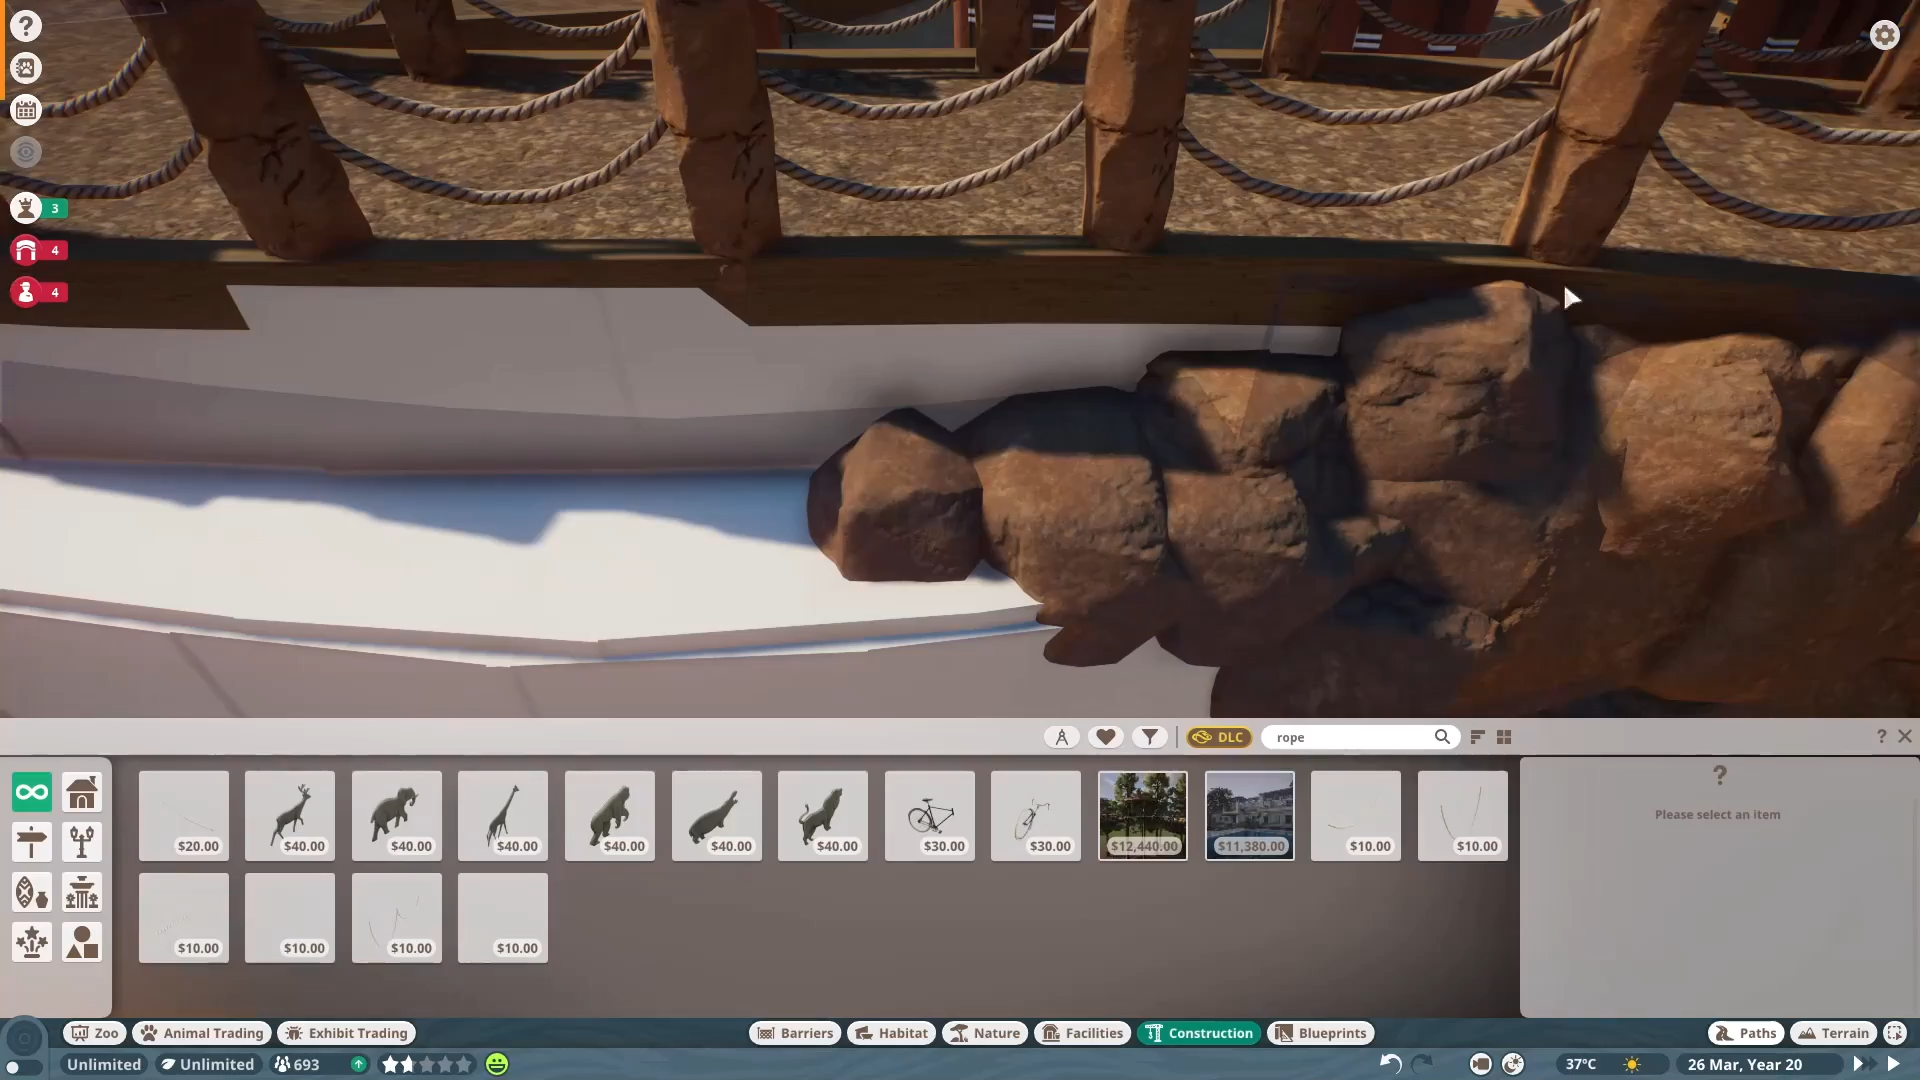 ?
3
4
4
DLC
rope
?
$20.00
$40.00
$40.00
$40.00
$40.00
$40.00
$40.00
$30.00
$30.00
$12,440.00
$11,380.00
$10.00
$10.00
$10.00
$10.00
$10.00
$10.00
?
Please select an item
Zoo
Animal Trading
Exhibit Trading
Barriers
Habitat
Nature
Facilities
Construction
Blueprints
Paths
Terrain
Unlimited
Unlimited
693
37°C
26 Mar, Year 20